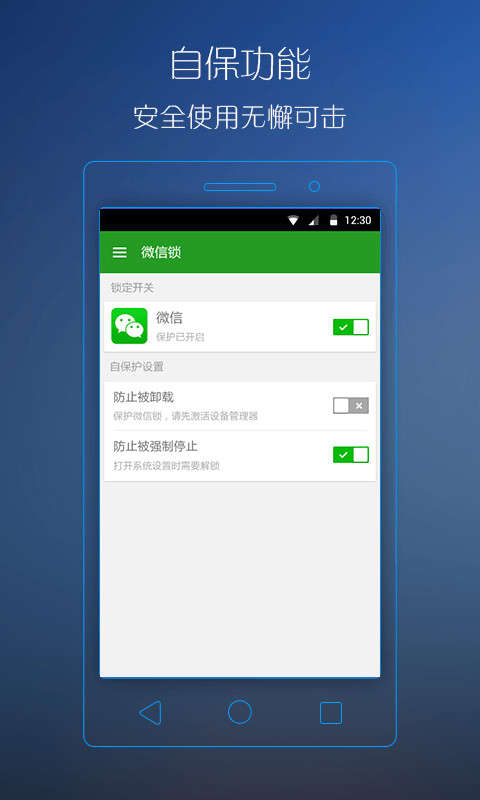 自保功能
安全使用无懈可击
12:30
微信锁
锁定开关
微信
保护已开启
自保护设置
防止被卸载
保护微信锁，请先激活设备管理器
防止被强制停止
打开系统设置时需要解锁